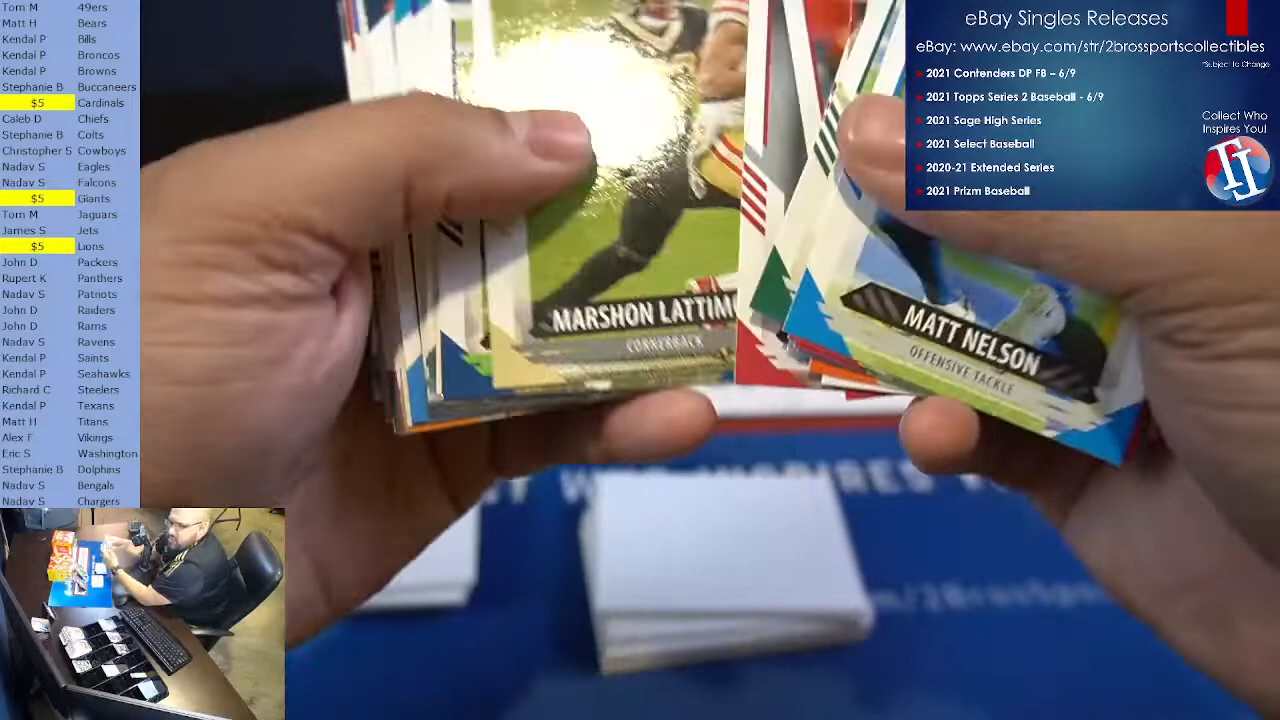 Tom M 49ers
Matt H Bears
Kendal P Bills
Kendal P Broncos
Kendal P Browns
Stephanie B Buccaneers
$5 Cardinals
Caleb D Chiefs
Stephanie B Colts
Christopher S Cowboys
Nadav S Eagles
Nadav S Falcons
$5 Giants
Tom M Jaguars
James S Jets
$5 Lions
John D Packers
Rupert K Panthers
Nadav S Patriots
John D Raiders
John D Rams
Nadav S Ravens
Kendal P Saints
Kendal P Seahawks
Richard C Steelers
Kendal P Texans
Matt H Titans
Alex F Vikings
Eric S Washington
Stephanie B Dolphins
Nadav S Bengals
Nadav S Chargers
eBay Singles Releases
eBay: www.ebay.com/str/2brossportscollectibles
*Subject to Change
2021 Contenders DP FB – 6/9
2021 Topps Series 2 Baseball - 6/9
2021 Sage High Series
2021 Select Baseball
2020-21 Extended Series
2021 Prizm Baseball
Collect Who
Inspires You!
MARSHON LATTIM
CORNERBACK
MATT NELSON
OFFENSIVE TACKLE